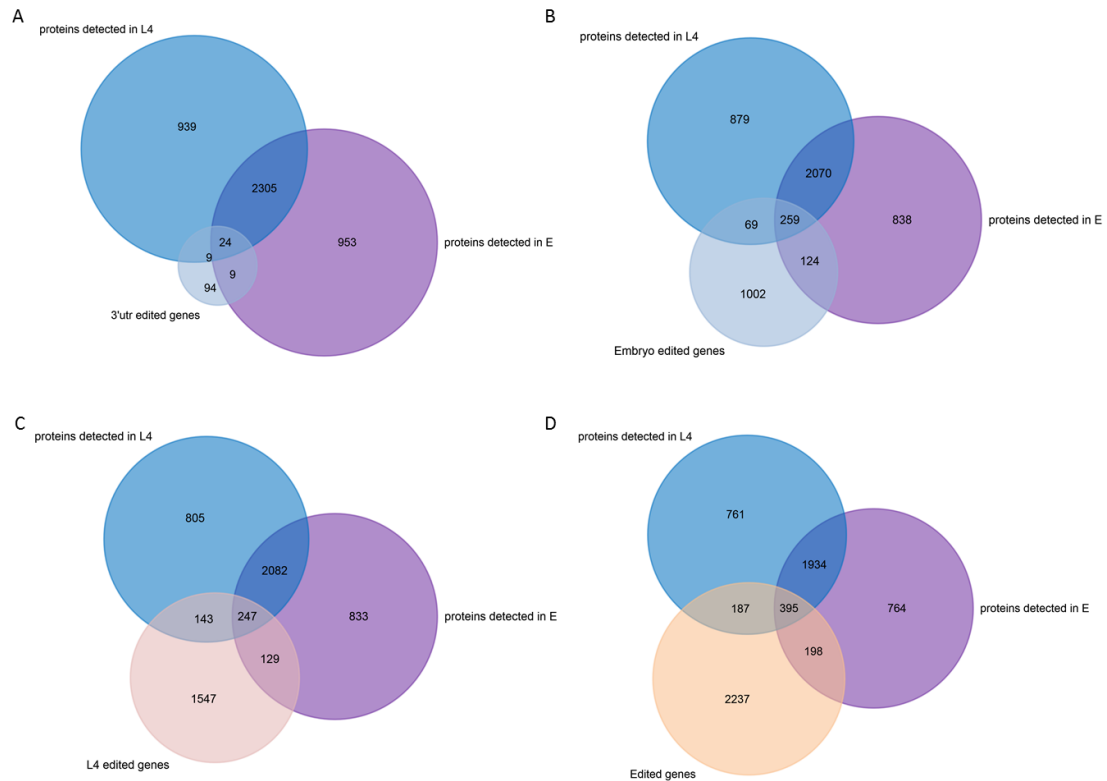 A
proteins detected in L4
939
2305
24
953
proteins detected in E
9
9
94
3'utr edited genes
B
proteins detected in L4
879
2070
69
259
838
proteins detected in E
124
1002
Embryo edited genes
C
proteins detected in L4
805
2082
143
247
833
proteins detected in E
129
1547
L4 edited genes
D
proteins detected in L4
761
1934
187
395
764
proteins detected in E
198
2237
Edited genes